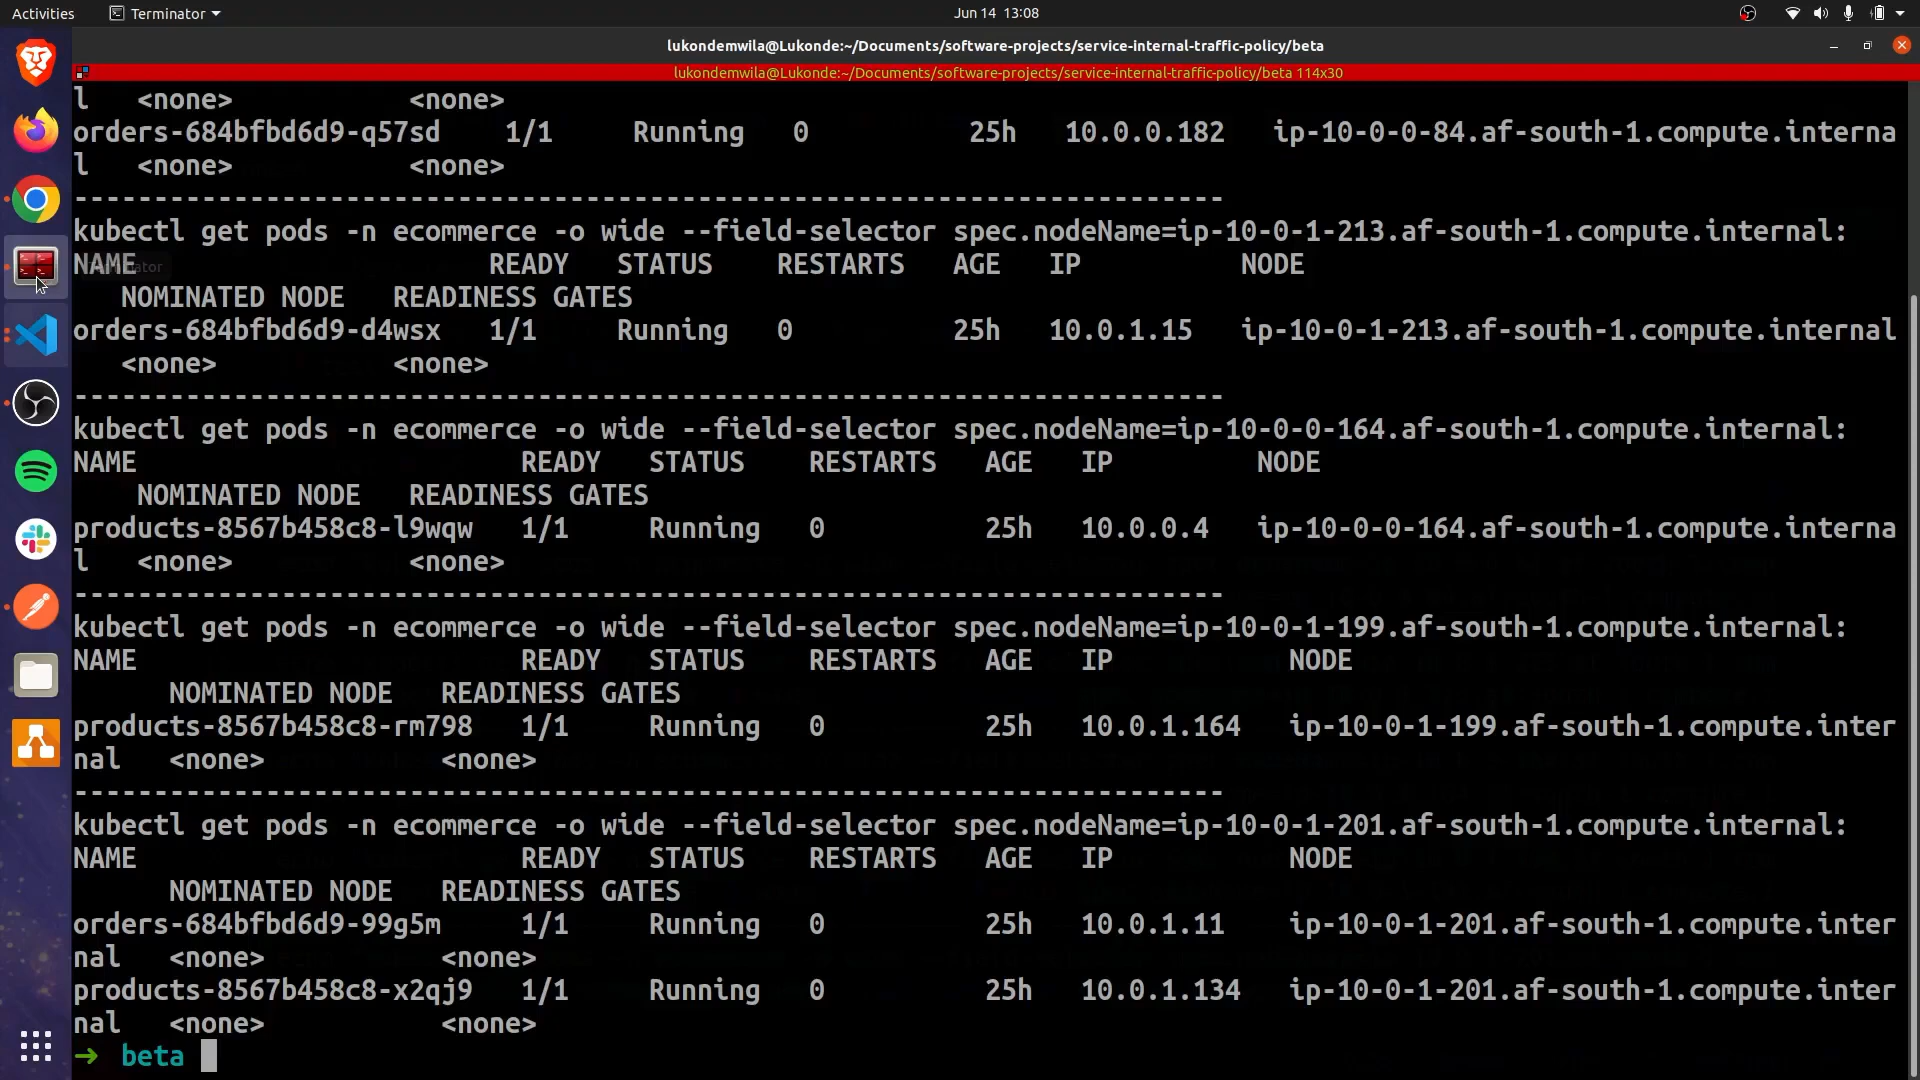 Activities Terminator Jun 14 13:08
lukondemwila@Lukonde:~/Documents/software-projects/service-internal-traffic-policy/beta
lukondemwila@Lukonde:~/Documents/software-projects/service-internal-traffic-policy/beta 114x30
l <none> <none>
orders-684bfbd6d9-q57sd 1/1 Running 0 25h 10.0.0.182 ip-10-0-0-84.af-south-1.compute.interna
l <none> <none>
------------------------------------------------------------------------
kubectl get pods -n ecommerce -o wide --field-selector spec.nodeName=ip-10-0-1-213.af-south-1.compute.internal:
NAME READY STATUS RESTARTS AGE IP NODE
NOMINATED NODE READINESS GATES
orders-684bfbd6d9-d4wsx 1/1 Running 0 25h 10.0.1.15 ip-10-0-1-213.af-south-1.compute.internal
<none> <none>
------------------------------------------------------------------------
kubectl get pods -n ecommerce -o wide --field-selector spec.nodeName=ip-10-0-0-164.af-south-1.compute.internal:
NAME READY STATUS RESTARTS AGE IP NODE
NOMINATED NODE READINESS GATES
products-8567b458c8-l9wqw 1/1 Running 0 25h 10.0.0.4 ip-10-0-0-164.af-south-1.compute.interna
l <none> <none>
------------------------------------------------------------------------
kubectl get pods -n ecommerce -o wide --field-selector spec.nodeName=ip-10-0-1-199.af-south-1.compute.internal:
NAME READY STATUS RESTARTS AGE IP NODE
NOMINATED NODE READINESS GATES
products-8567b458c8-rm798 1/1 Running 0 25h 10.0.1.164 ip-10-0-1-199.af-south-1.compute.inter
nal <none> <none>
------------------------------------------------------------------------
kubectl get pods -n ecommerce -o wide --field-selector spec.nodeName=ip-10-0-1-201.af-south-1.compute.internal:
NAME READY STATUS RESTARTS AGE IP NODE
NOMINATED NODE READINESS GATES
orders-684bfbd6d9-99g5m 1/1 Running 0 25h 10.0.1.11 ip-10-0-1-201.af-south-1.compute.inter
nal <none> <none>
products-8567b458c8-x2qj9 1/1 Running 0 25h 10.0.1.134 ip-10-0-1-201.af-south-1.compute.inter
nal <none> <none>
➜ beta